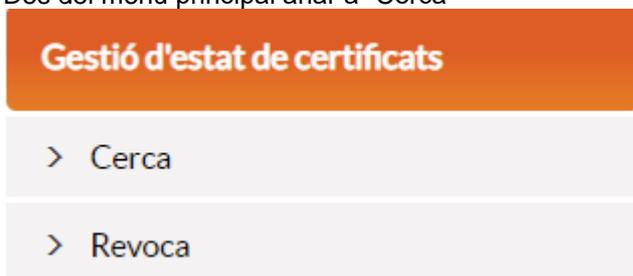 Des del menú principal anar a "Cerca"
Gestió d'estat de certificats
> Cerca
> Revoca